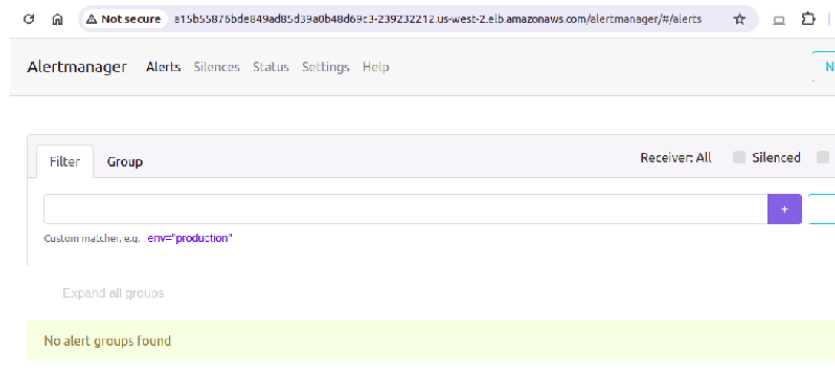 Not secure a15b55876bde849ad85d39a0b48d69c3-239232212.us-west-2.elb.amazonaws.com/alertmanager/#/alerts
Alertmanager Alerts Silences Status Settings Help N
Filter Group Receiver: All Silenced
+
Custom matcher, e.g. env="production"
Expand all groups
No alert groups found